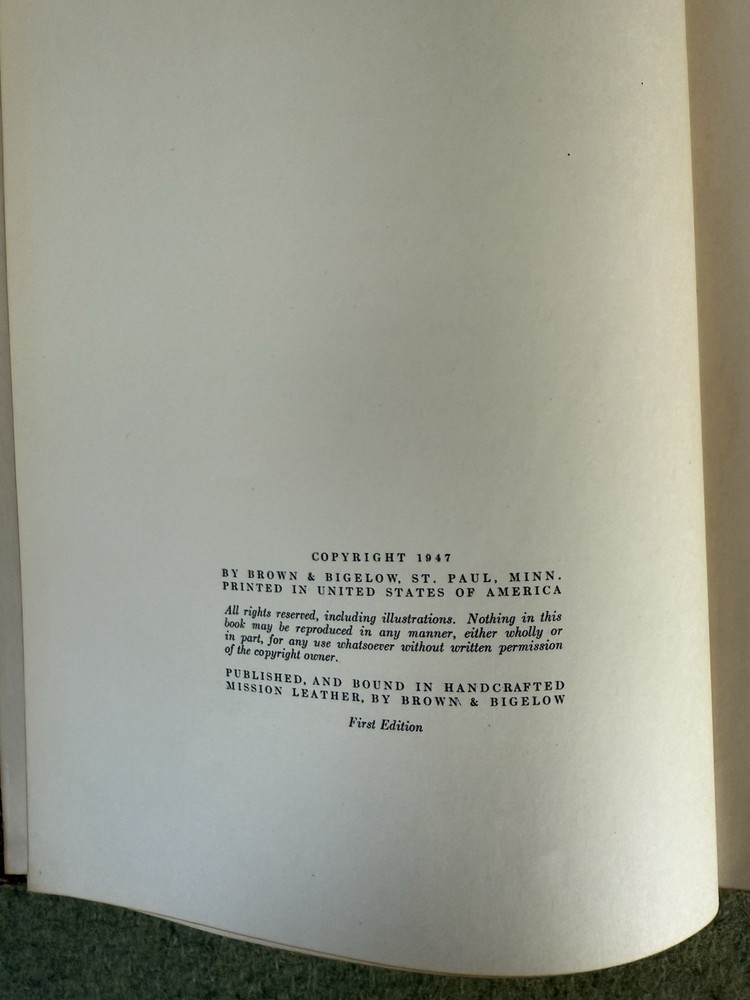 COPYRIGHT 1947
BY BROWN & BIGELOW, ST. PAUL, MINN.
PRINTED IN UNITED STATES OF AMERICA
All rights reserved, including illustrations. Nothing in this
book may be reproduced in any manner, either wholly or
in part, for any use whatsoever without written permission
of the copyright owner.
PUBLISHED, AND BOUND IN HANDCRAFTED
MISSION LEATHER, BY BROWN & BIGELOW
First Edition